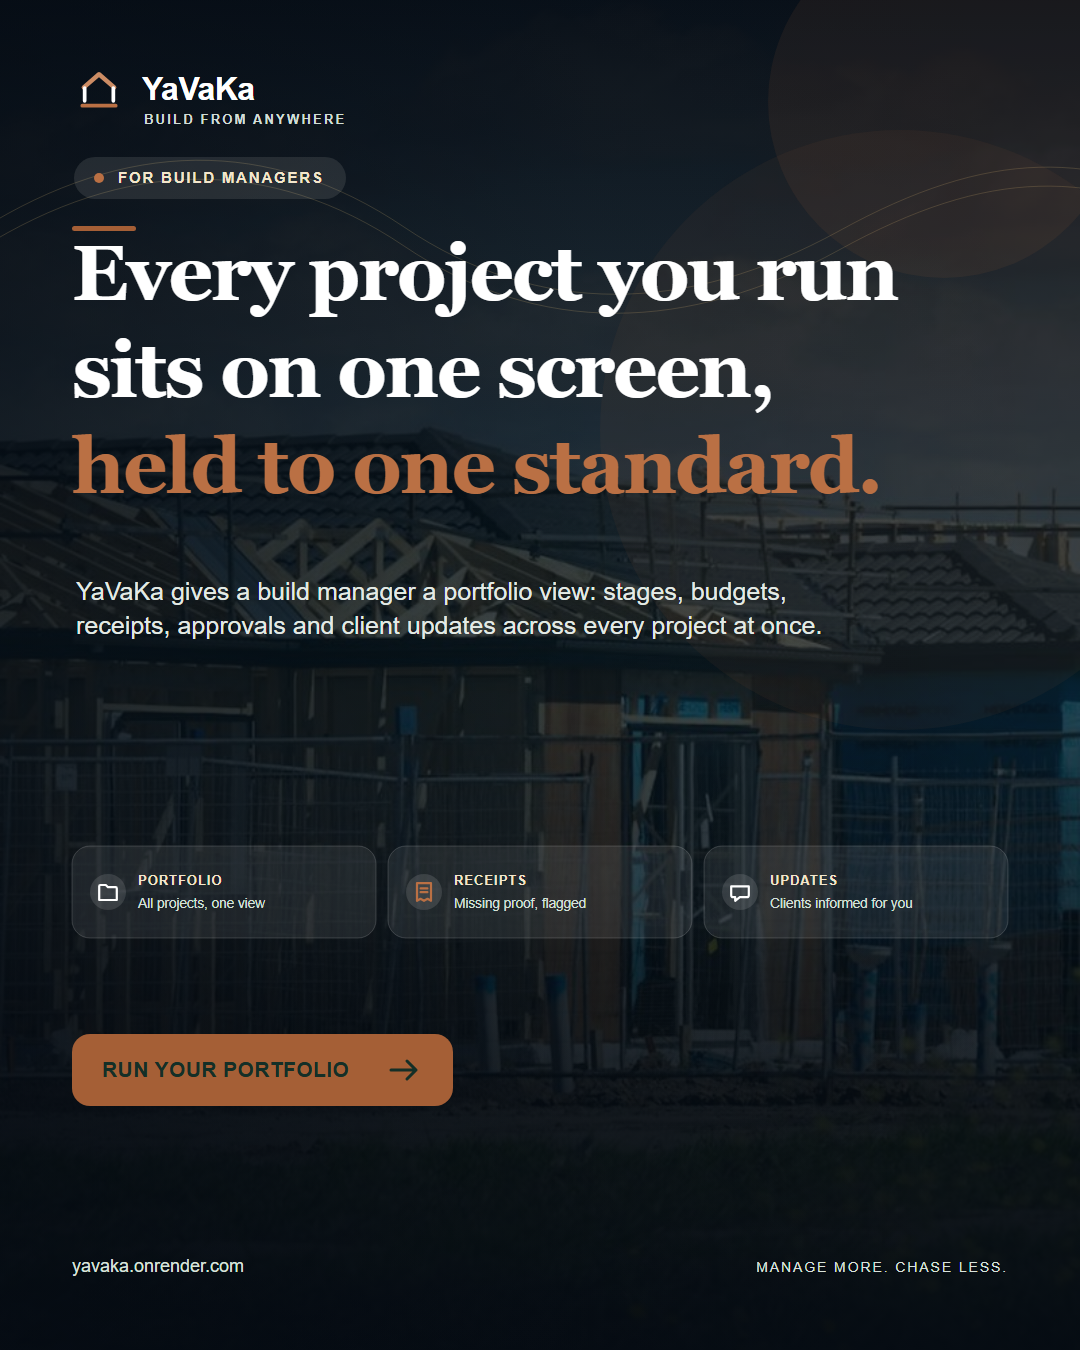 YaVaKa
BUILD FROM ANYWHERE
FOR BUILD MANAGERS
Every project you run
sits on one screen,
held to one standard.
YaVaKa gives a build manager a portfolio view: stages, budgets,
receipts, approvals and client updates across every project at once.
PORTFOLIO
All projects, one view
RECEIPTS
Missing proof, flagged
UPDATES
Clients informed for you
RUN YOUR PORTFOLIO
yavaka.onrender.com
MANAGE MORE. CHASE LESS.